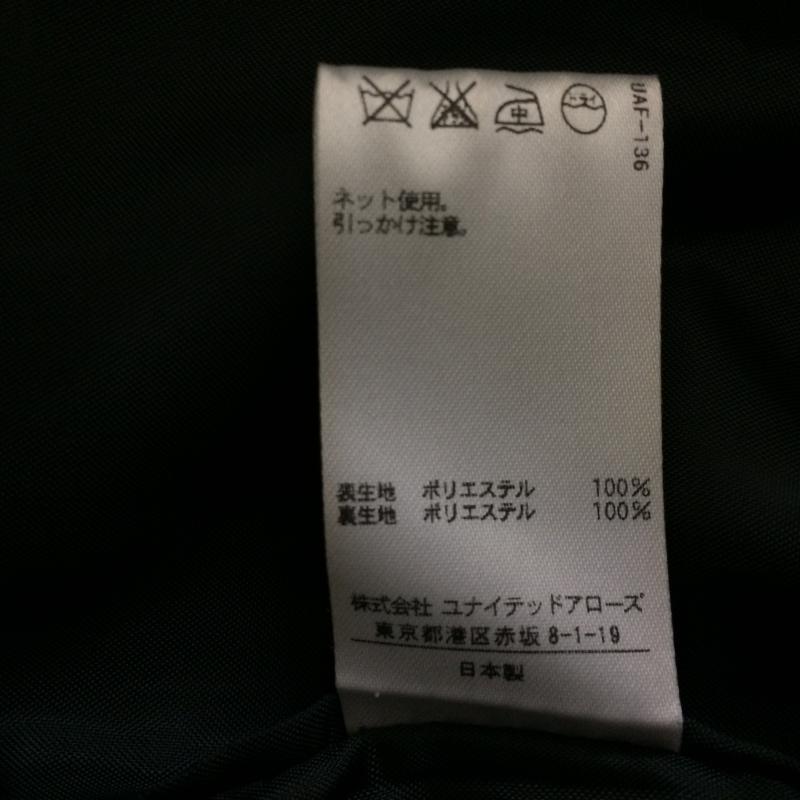 UAF-136
中
ネット使用。
引っかけ注意。
表生地 ポリエステル 100%
裏生地 ポリエステル 100%
株式会社 ユナイテッドアローズ
東京都港区赤坂 8-1-19
日本製